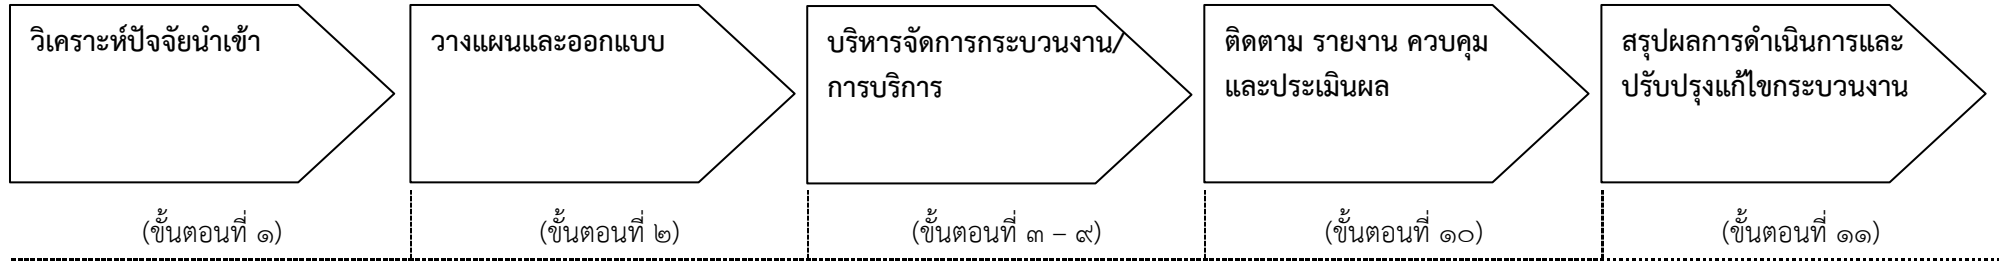 วิเคราะห์ปัจจัยนำเข้า
วางแผนและออกแบบ
บริหารจัดการกระบวนงาน/
การบริการ
ติดตาม รายงาน ควบคุม
และประเมินผล
สรุปผลการดำเนินการและ
ปรับปรุงแก้ไขกระบวนงาน
(ขั้นตอนที่ ๑)
(ขั้นตอนที่ ๒)
(ขั้นตอนที่ ๓ – ๙)
(ขั้นตอนที่ ๑๐)
(ขั้นตอนที่ ๑๑)